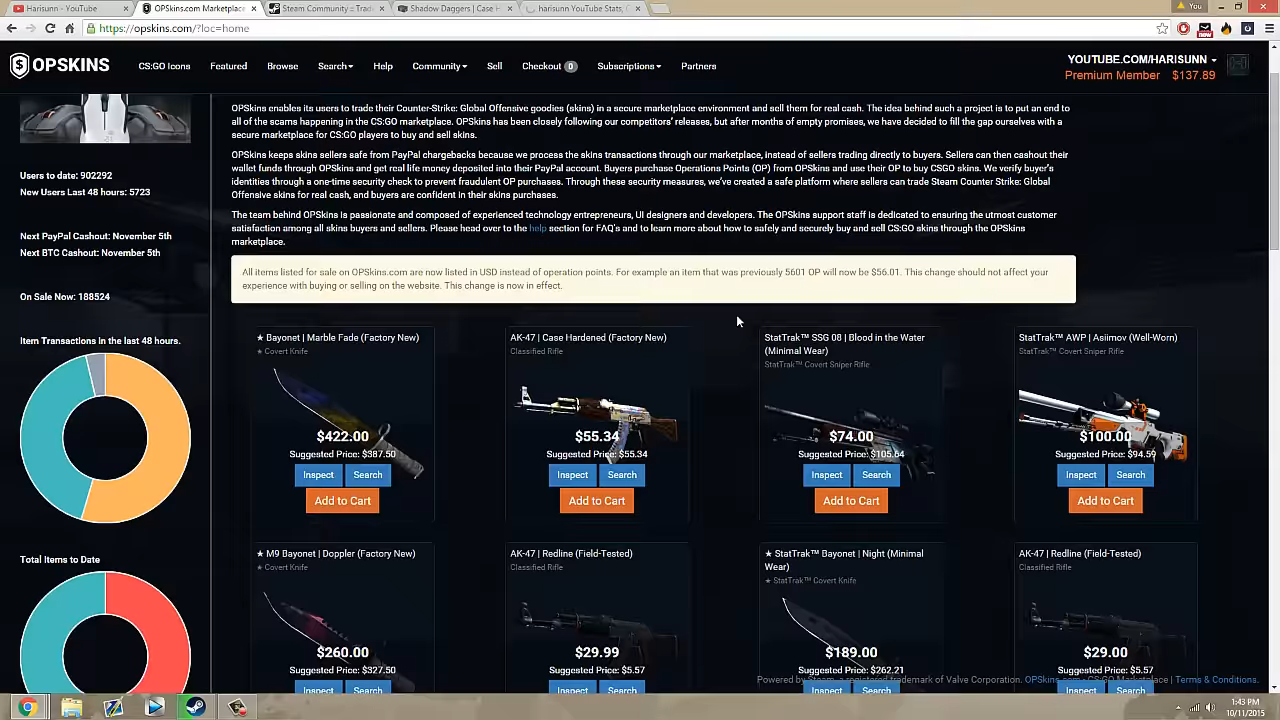 Harisunn - YouTube
OPSkins.com Marketplace
Steam Community :: Tradi
Shadow Daggers | Case H
harisunn YouTube Stats, C
You
https://opskins.com/?loc=home
new
OPSKINS
CS:GO Icons Featured Browse Search Help Community Sell Checkout 0 Subscriptions Partners
YOUTUBE.COM/HARISUNN
Premium Member $137.89
Users to date: 902292
New Users Last 48 hours: 5723
Next PayPal Cashout: November 5th
Next BTC Cashout: November 5th
On Sale Now: 188524
Item Transactions in the last 48 hours.
Total Items to Date
OPSkins enables its users to trade their Counter-Strike: Global Offensive goodies (skins) in a secure marketplace environment and sell them for real cash. The idea behind such a project is to put an end to
all of the scams happening in the CS:GO marketplace. OPSkins has been closely following our competitors' releases, but after months of empty promises, we have decided to fill the gap ourselves with a
secure marketplace for CS:GO players to buy and sell skins.
OPSkins keeps skins sellers safe from PayPal chargebacks because we process the skins transactions through our marketplace, instead of sellers trading directly to buyers. Sellers can then cashout their
wallet funds through OPSkins and get real life money deposited into their PayPal account. Buyers purchase Operations Points (OP) from OPSkins and use their OP to buy CSGO skins. We verify buyer's
identities through a one-time security check to prevent fraudulent OP purchases. Through these security measures, we've created a safe platform where sellers can trade Steam Counter Strike: Global
Offensive skins for real cash, and buyers are confident in their skins purchases.
The team behind OPSkins is passionate and composed of experienced technology entrepreneurs, UI designers and developers. The OPSkins support staff is dedicated to ensuring the utmost customer
satisfaction among all skins buyers and sellers. Please head over to the help section for FAQ's and to learn more about how to safely and securely buy and sell CS:GO skins through the OPSkins
marketplace.
All items listed for sale on OPSkins.com are now listed in USD instead of operation points. For example an item that was previously 5601 OP will now be $56.01. This change should not affect your
experience with buying or selling on the website. This change is now in effect.
★ Bayonet | Marble Fade (Factory New)
★ Covert Knife
$422.00
Suggested Price: $387.50
Inspect Search
Add to Cart
AK-47 | Case Hardened (Factory New)
Classified Rifle
$55.34
Suggested Price: $55.34
Inspect Search
Add to Cart
StatTrak™ SSG 08 | Blood in the Water
(Minimal Wear)
StatTrak™ Covert Sniper Rifle
$74.00
Suggested Price: $105.64
Inspect Search
Add to Cart
StatTrak™ AWP | Asiimov (Well-Worn)
StatTrak™ Covert Sniper Rifle
$100.00
Suggested Price: $94.59
Inspect Search
Add to Cart
★ M9 Bayonet | Doppler (Factory New)
★ Covert Knife
$260.00
Suggested Price: $327.50
Inspect Search
AK-47 | Redline (Field-Tested)
Classified Rifle
$29.99
Suggested Price: $5.57
Inspect Search
★ StatTrak™ Bayonet | Night (Minimal
Wear)
★ StatTrak™ Covert Knife
$189.00
Suggested Price: $262.21
Inspect Search
AK-47 | Redline (Field-Tested)
Classified Rifle
$29.00
Suggested Price: $5.57
Inspect Search
Powered by Steam, a registered trademark of Valve Corporation. OPSkins.com - CS:GO Marketplace | Terms & Conditions.
1:43 PM
10/11/2015